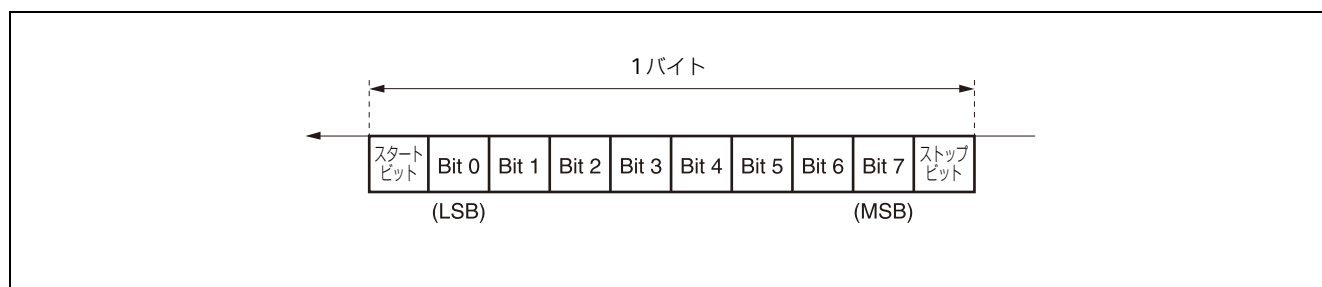 1バイト
スタート
ビット
Bit 0
Bit 1
Bit 2
Bit 3
Bit 4
Bit 5
Bit 6
Bit 7
ストップ
ビット
(LSB)
(MSB)